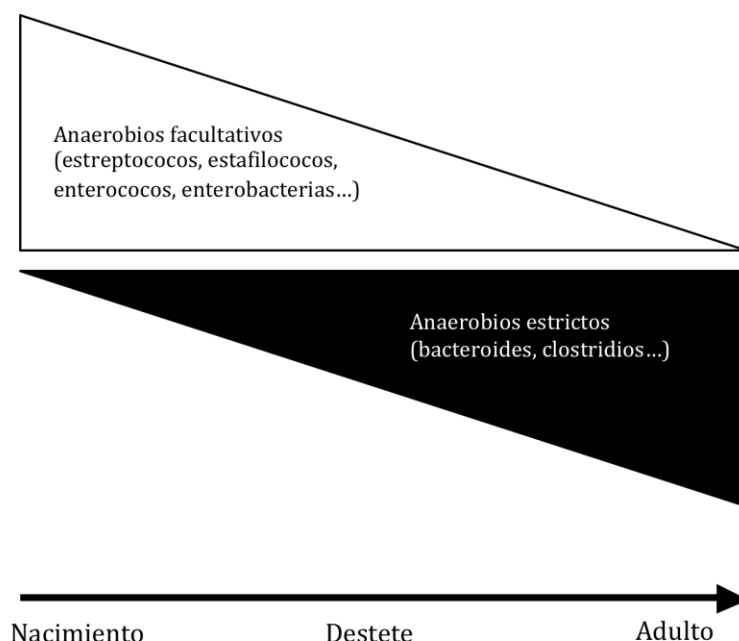 Anaerobios facultativos
(estreptococos, estafilococos,
enterococos, enterobacterias...)
Anaerobios estrictos
(bacteroides, clostridios...)
Nacimiento Destete Adulto